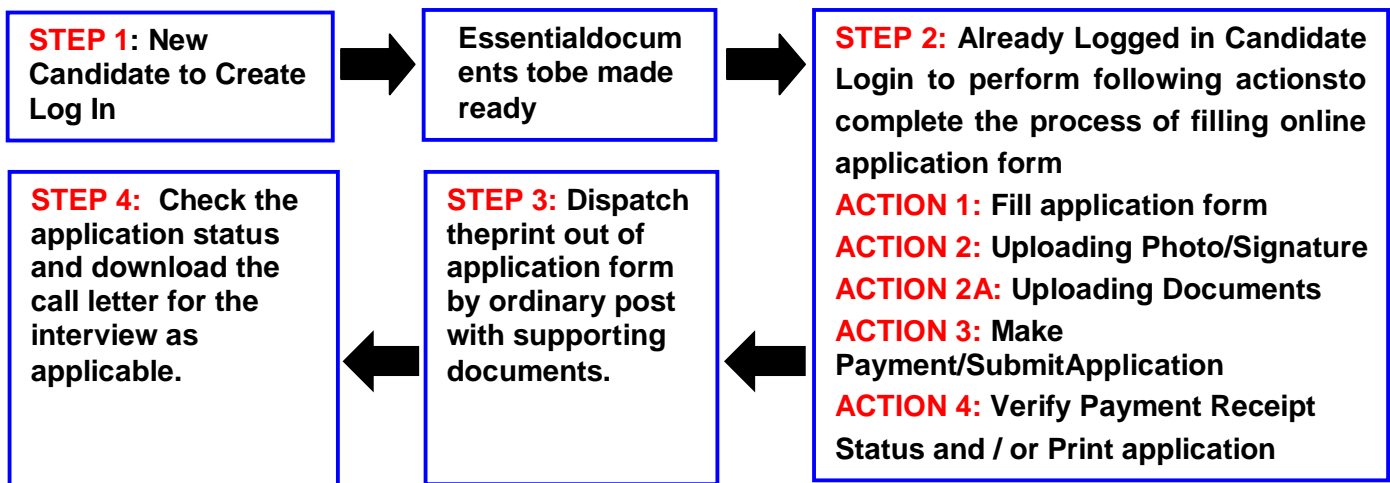 STEP 1: New
Candidate to Create
Log In
Essentialdocum
ents tobe made
ready
STEP 2: Already Logged in Candidate
Login to perform following actionsto
complete the process of filling online
application form
ACTION 1: Fill application form
ACTION 2: Uploading Photo/Signature
ACTION 2A: Uploading Documents
ACTION 3: Make
Payment/SubmitApplication
ACTION 4: Verify Payment Receipt
Status and / or Print application
STEP 3: Dispatch
theprint out of
application form
by ordinary post
with supporting
documents.
STEP 4: Check the
application status
and download the
call letter for the
interview as
applicable.